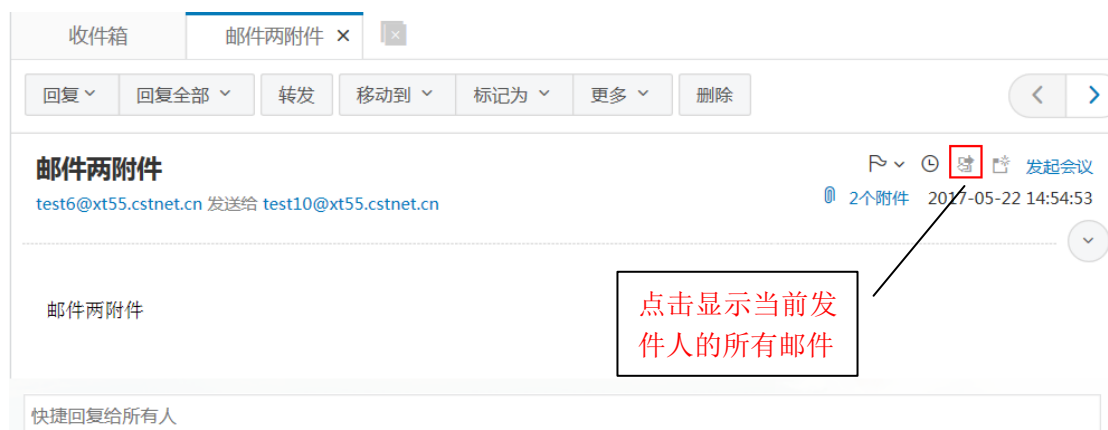 收件箱 邮件两附件
回复 回复全部 转发 移动到 标记为 更多 删除
邮件两附件
发起会议
test6@xt55.cstnet.cn 发送给 test10@xt55.cstnet.cn
2个附件 2017-05-22 14:54:53
邮件两附件
点击显示当前发
件人的所有邮件
快捷回复给所有人